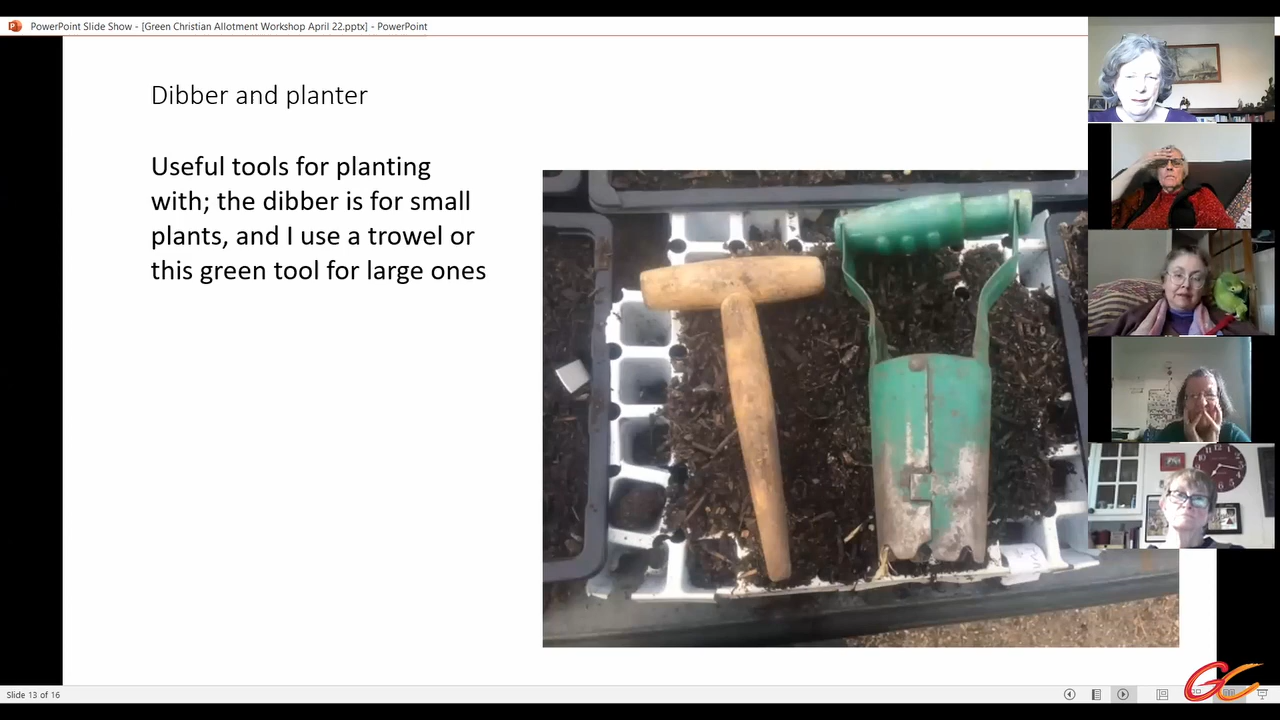 PowerPoint Slide Show - [Green Christian Allotment Workshop April 22.pptx] - PowerPoint
Dibber and planter
Useful tools for planting
with; the dibber is for small
plants, and I use a trowel or
this green tool for large ones
Slide 13 of 16
GC